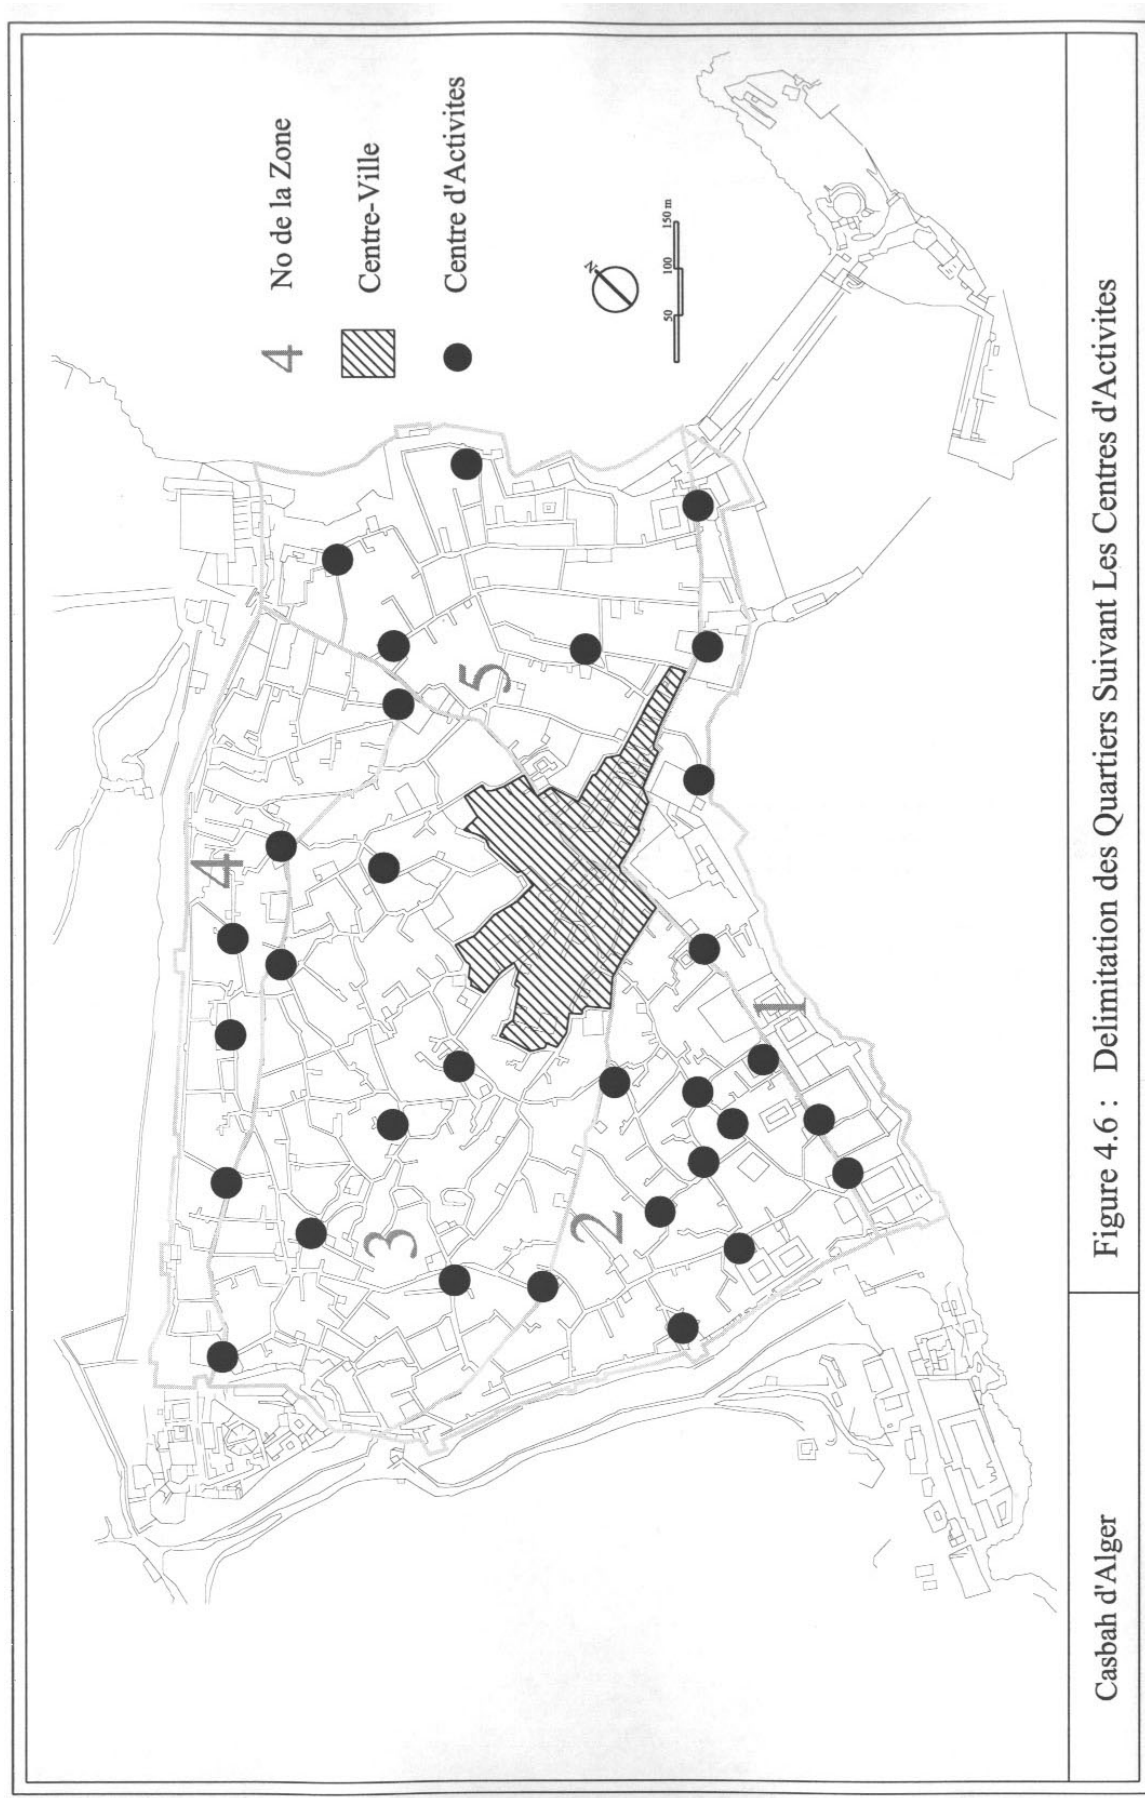 4 No de la Zone
Centre-Ville
Centre d'Activites
N
50 100 150 m
4
5
3
2
1
Casbah d'Alger
Figure 4.6 : Delimitation des Quartiers Suivant Les Centres d'Activites